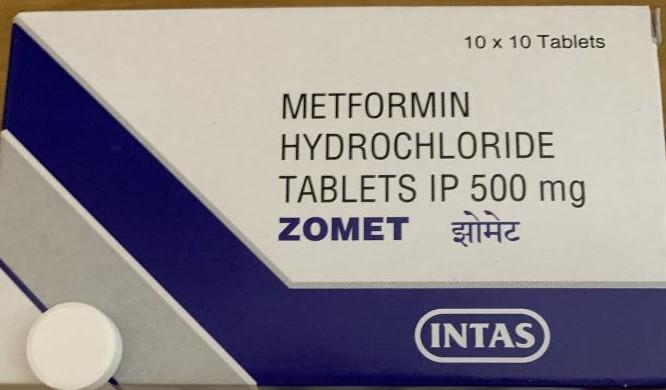 10 x 10 Tablets
METFORMIN
HYDROCHLORIDE
TABLETS IP 500 mg
ZOMET झोमेट
INTAS